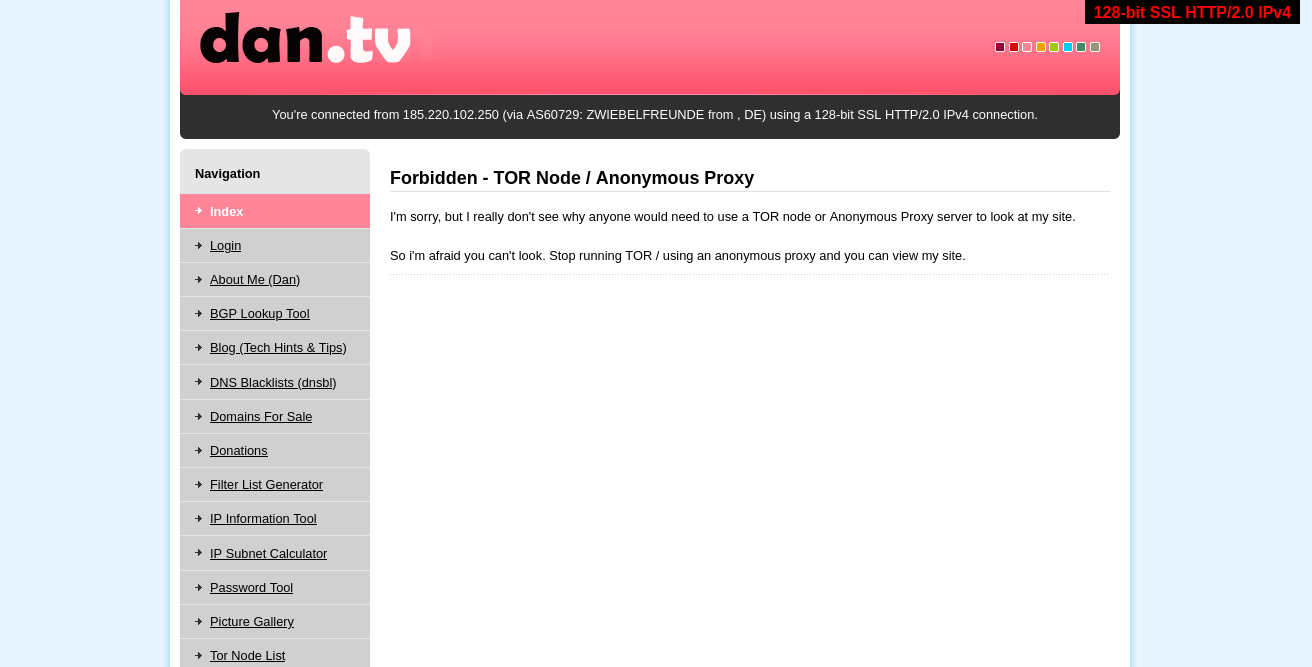 128-bit SSL HTTP/2.0 IPv4
dan.tv
You're connected from 185.220.102.250 (via AS60729: ZWIEBELFREUNDE from , DE) using a 128-bit SSL HTTP/2.0 IPv4 connection.
Navigation
Index
Login
About Me (Dan)
BGP Lookup Tool
Blog (Tech Hints & Tips)
DNS Blacklists (dnsbl)
Domains For Sale
Donations
Filter List Generator
IP Information Tool
IP Subnet Calculator
Password Tool
Picture Gallery
Tor Node List
Forbidden - TOR Node / Anonymous Proxy
I'm sorry, but I really don't see why anyone would need to use a TOR node or Anonymous Proxy server to look at my site.
So i'm afraid you can't look. Stop running TOR / using an anonymous proxy and you can view my site.